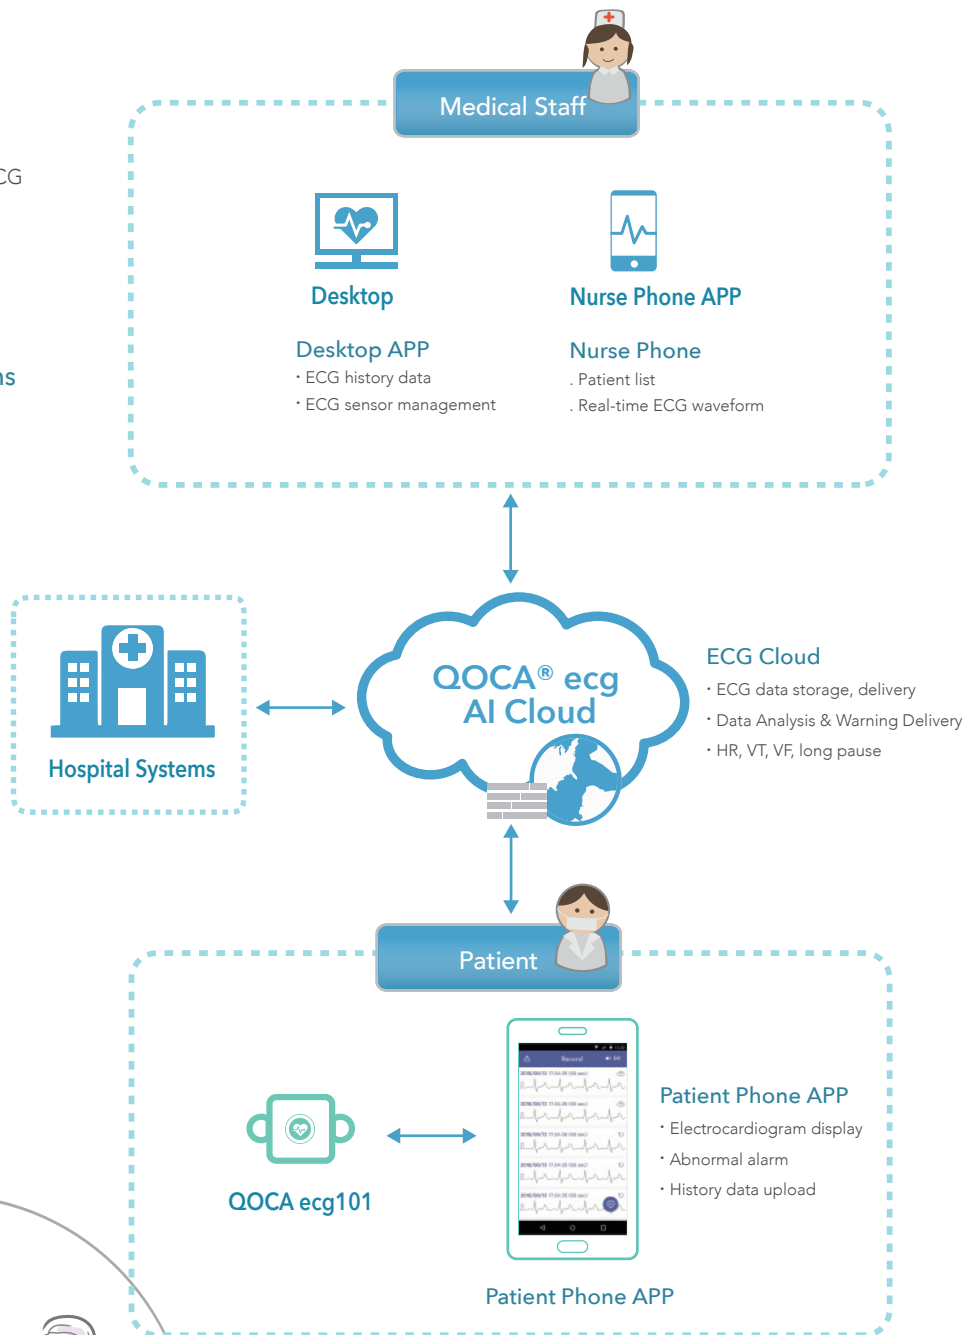 Medical Staff
CG
Desktop
Nurse Phone APP
Desktop APP
· ECG history data
· ECG sensor management
Nurse Phone
. Patient list
. Real-time ECG waveform
ns
Hospital Systems
QOCA® ecg
AI Cloud
ECG Cloud
· ECG data storage, delivery
· Data Analysis & Warning Delivery
· HR, VT, VF, long pause
Patient
QOCA ecg101
Record
Patient Phone APP
· Electrocardiogram display
· Abnormal alarm
· History data upload
Patient Phone APP